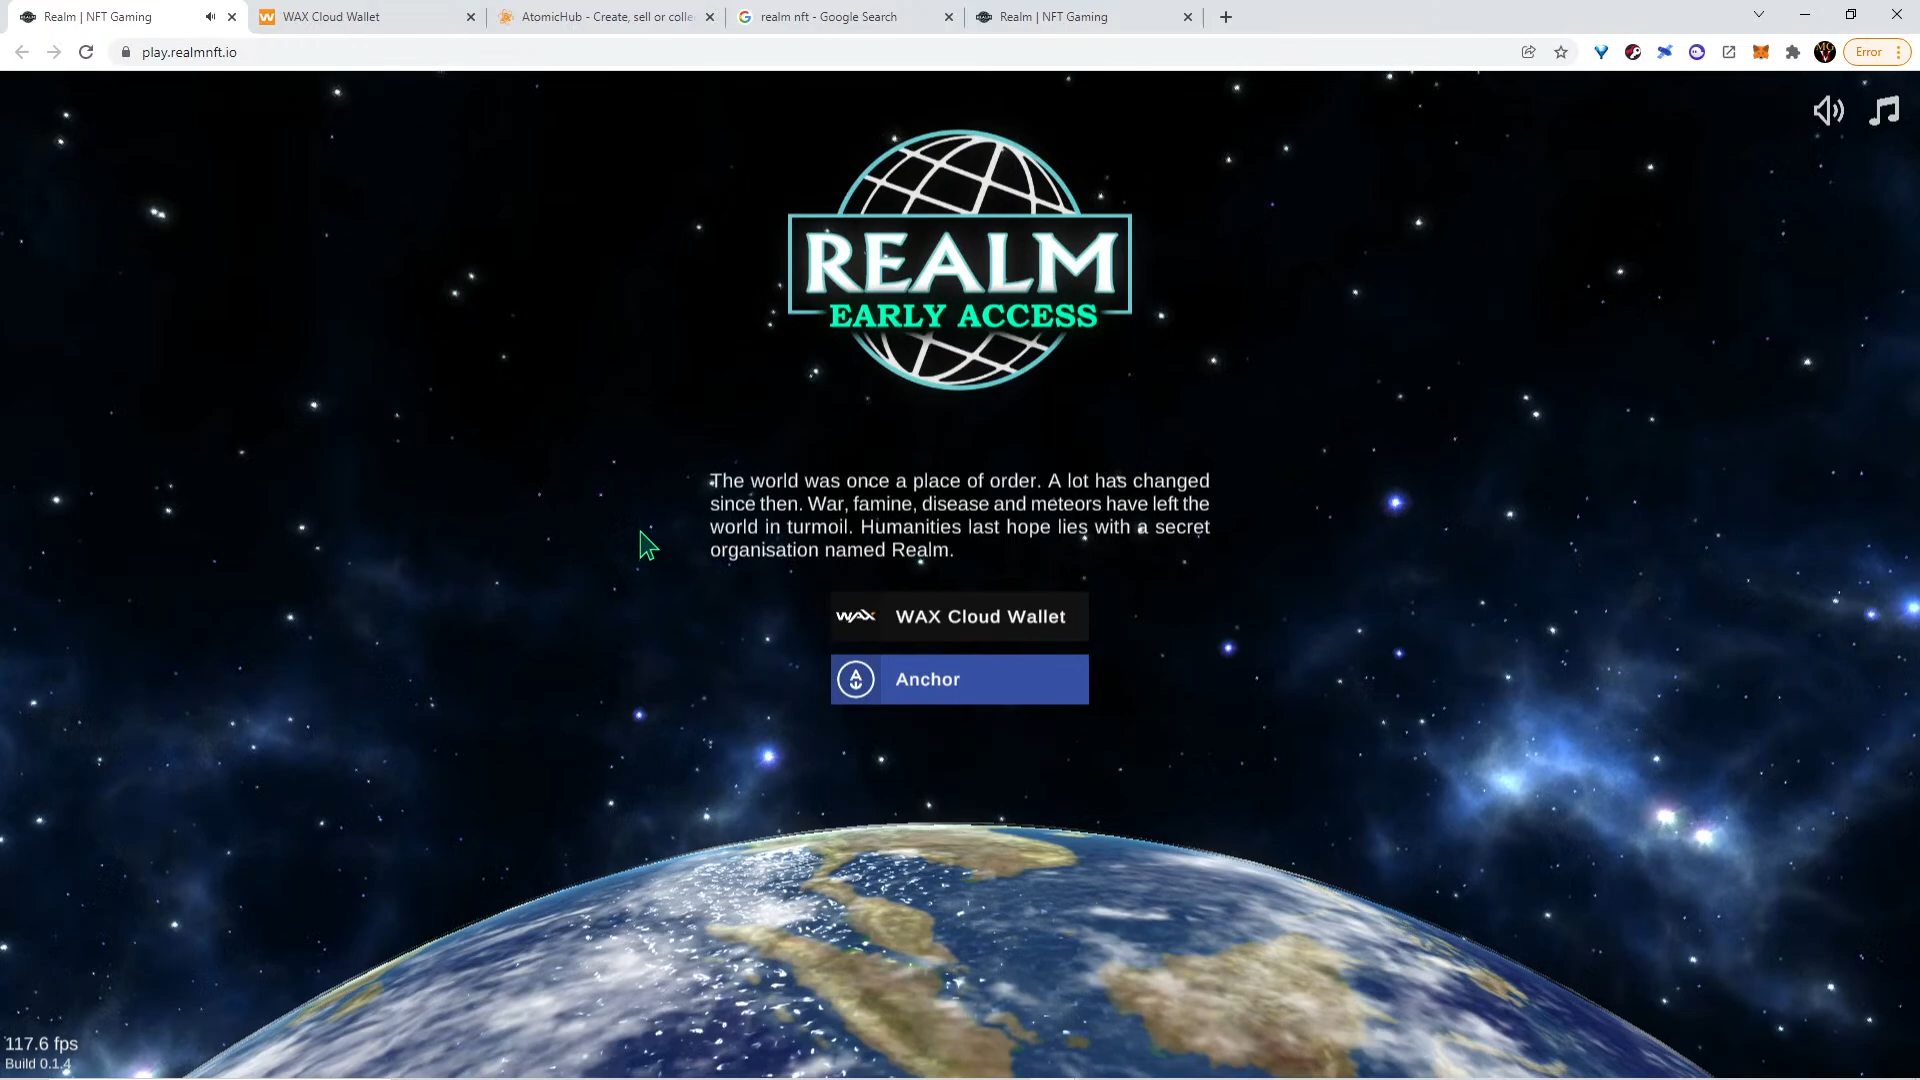 Realm | NFT Gaming
WAX Cloud Wallet
AtomicHub - Create, sell or colle
realm nft - Google Search
Realm | NFT Gaming
play.realmnft.io
Error
REALM
EARLY ACCESS
The world was once a place of order. A lot has changed
since then. War, famine, disease and meteors have left the
world in turmoil. Humanities last hope lies with a secret
organisation named Realm.
wax WAX Cloud Wallet
Anchor
117.6 fps
Build 0.1.4